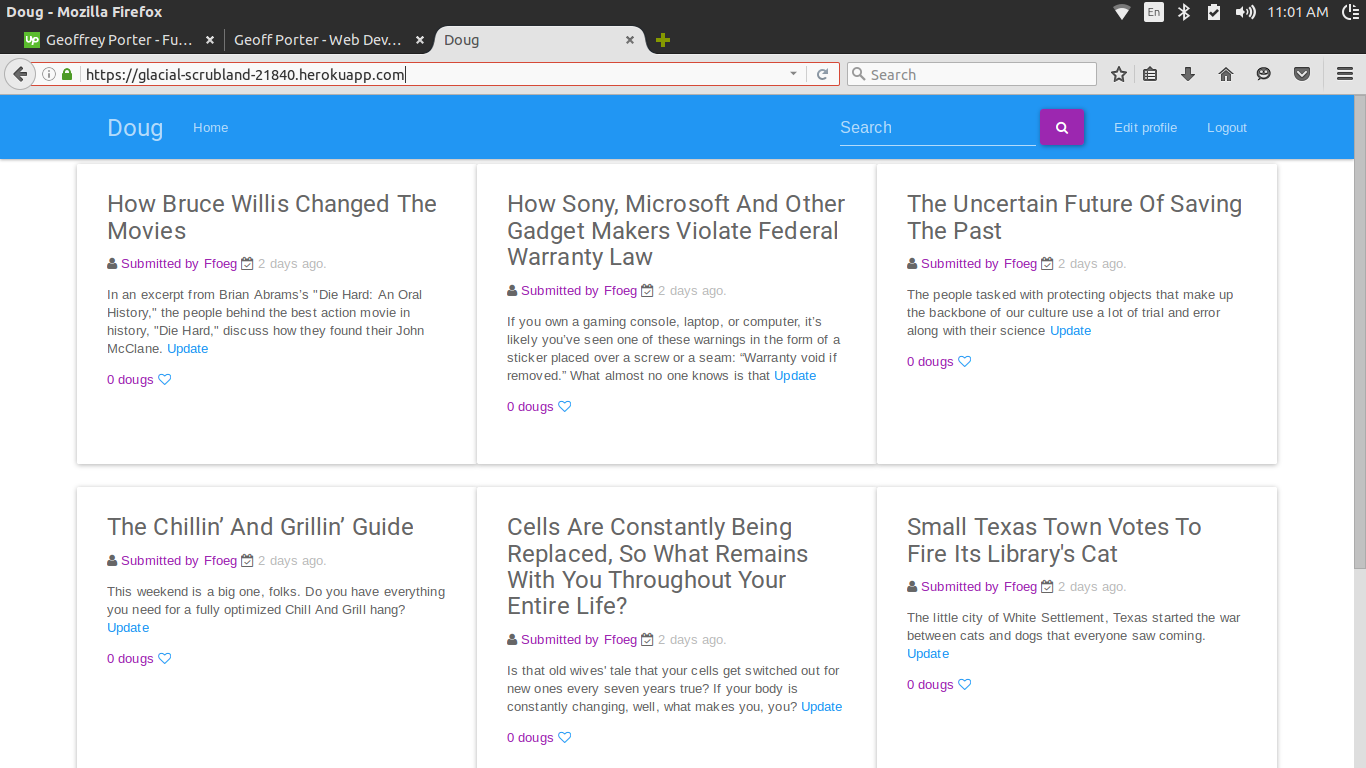 Doug - Mozilla Firefox
En
11:01 AM
Up Geoffrey Porter - Fu... ×
Geoff Porter - Web Dev... ×
Doug ×
https://glacial-scrubland-21840.herokuapp.com
Search
Doug
Home
Search
Edit profile
Logout
How Bruce Willis Changed The
Movies
Submitted by Ffoeg 2 days ago.
In an excerpt from Brian Abrams's "Die Hard: An Oral
History," the people behind the best action movie in
history, "Die Hard," discuss how they found their John
McClane. Update
0 dougs
How Sony, Microsoft And Other
Gadget Makers Violate Federal
Warranty Law
Submitted by Ffoeg 2 days ago.
If you own a gaming console, laptop, or computer, it’s
likely you’ve seen one of these warnings in the form of a
sticker placed over a screw or a seam: “Warranty void if
removed.” What almost no one knows is that Update
0 dougs
The Uncertain Future Of Saving
The Past
Submitted by Ffoeg 2 days ago.
The people tasked with protecting objects that make up
the backbone of our culture use a lot of trial and error
along with their science Update
0 dougs
The Chillin’ And Grillin’ Guide
Submitted by Ffoeg 2 days ago.
This weekend is a big one, folks. Do you have everything
you need for a fully optimized Chill And Grill hang?
Update
0 dougs
Cells Are Constantly Being
Replaced, So What Remains
With You Throughout Your
Entire Life?
Submitted by Ffoeg 2 days ago.
Is that old wives' tale that your cells get switched out for
new ones every seven years true? If your body is
constantly changing, well, what makes you, you? Update
0 dougs
Small Texas Town Votes To
Fire Its Library's Cat
Submitted by Ffoeg 2 days ago.
The little city of White Settlement, Texas started the war
between cats and dogs that everyone saw coming.
Update
0 dougs